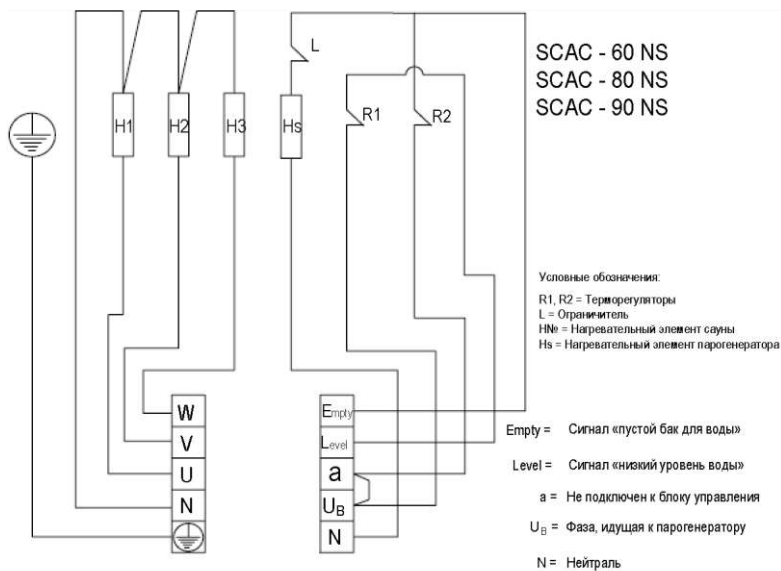 L
SCAC - 60 NS
SCAC - 80 NS
SCAC - 90 NS
H1
H2
H3
Hs
R1
R2
Условные обозначения:
R1, R2 = Терморегуляторы
L = Ограничитель
H№ = Нагревательный элемент сауны
Hs = Нагревательный элемент парогенератора
W
V
U
N
Empty
Level
a
UB
N
Empty = Сигнал «пустой бак для воды»
Level = Сигнал «низкий уровень воды»
a = Не подключен к блоку управления
UB = Фаза, идущая к парогенератору
N = Нейтраль